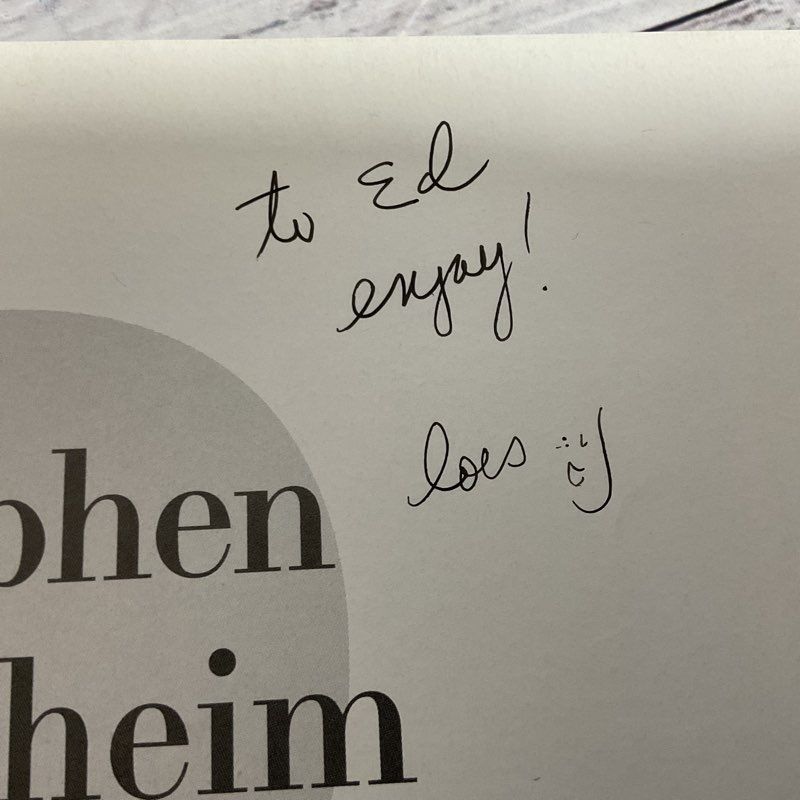 to Ed
enjoy!
lois
phen
heim